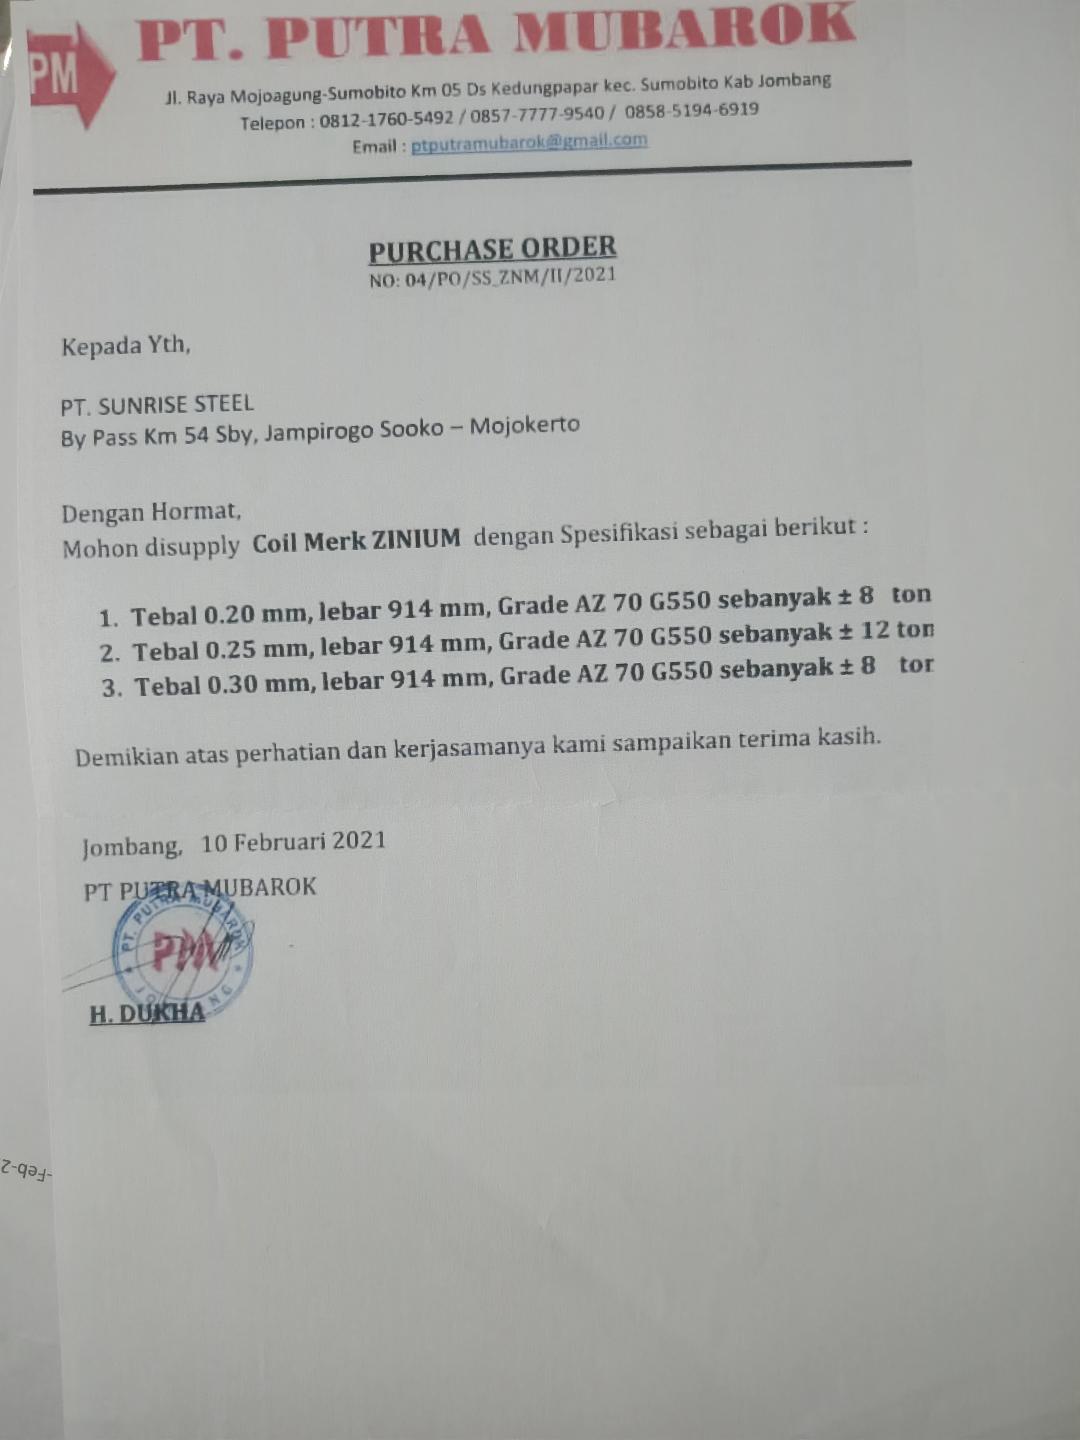 PM
PT. PUTRA MUBAROK
Jl. Raya Mojoagung-Sumobito Km 05 Ds Kedungpapar kec. Sumobito Kab Jombang
Telepon : 0812-1760-5492 / 0857-7777-9540 / 0858-5194-6919
Email : ptputramubarok@gmail.com
PURCHASE ORDER
NO: 04/PO/SS_ZNM/II/2021
Kepada Yth,
PT. SUNRISE STEEL
By Pass Km 54 Sby, Jampirogo Sooko – Mojokerto
Dengan Hormat,
Mohon disupply Coil Merk ZINIUM dengan Spesifikasi sebagai berikut :
1. Tebal 0.20 mm, lebar 914 mm, Grade AZ 70 G550 sebanyak ± 8 ton
2. Tebal 0.25 mm, lebar 914 mm, Grade AZ 70 G550 sebanyak ± 12 ton
3. Tebal 0.30 mm, lebar 914 mm, Grade AZ 70 G550 sebanyak ± 8 ton
Demikian atas perhatian dan kerjasamanya kami sampaikan terima kasih.
Jombang, 10 Februari 2021
PT PUTRA MUBAROK
PT. PUTRA MUBAROK
PM
H. DUKHA
-Feb-2